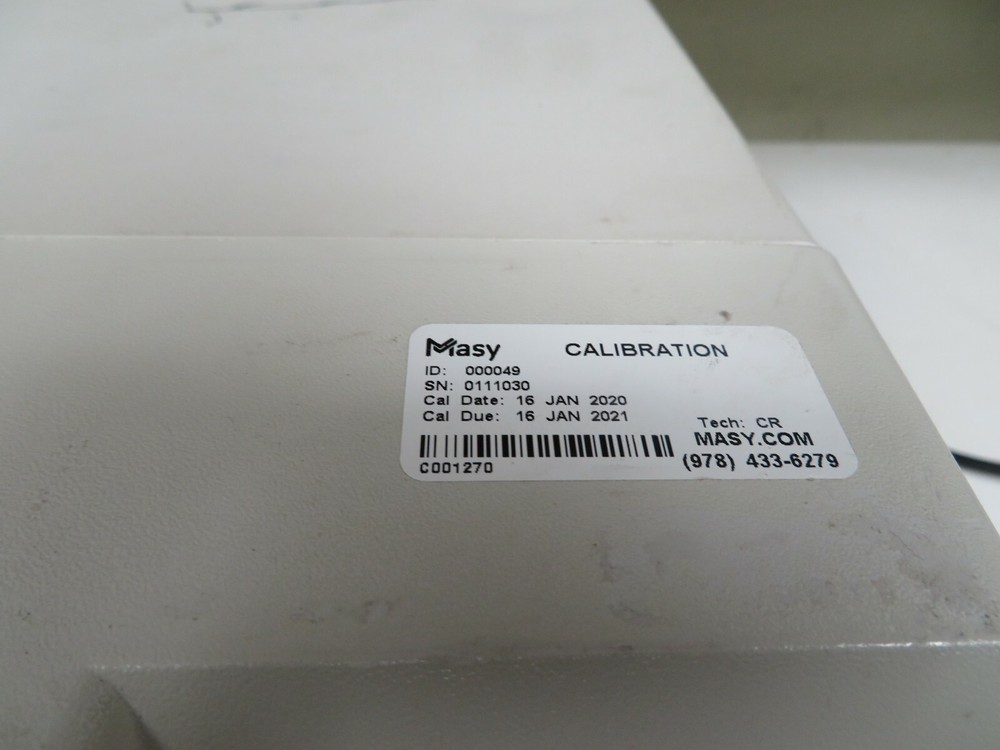 Masy CALIBRATION
ID: 000049
SN: 0111030
Cal Date: 16 JAN 2020
Cal Due: 16 JAN 2021
Tech: CR
MASY.COM
C001270 (978) 433-6279